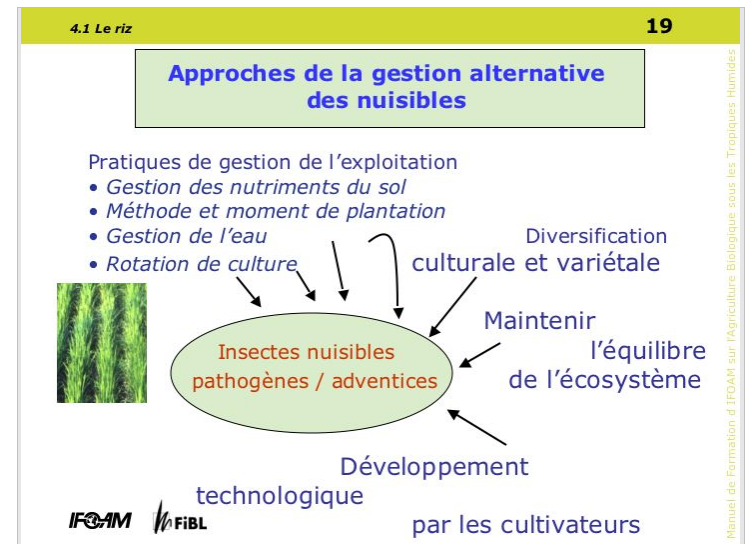 4.1 Le riz
19
Approches de la gestion alternative
des nuisibles
Pratiques de gestion de l’exploitation
• Gestion des nutriments du sol
• Méthode et moment de plantation
• Gestion de l’eau
• Rotation de culture
Diversification
culturale et variétale
Maintenir
l’équilibre
de l’écosystème
Insectes nuisibles
pathogènes / adventices
Développement
technologique
par les cultivateurs
IFOAM
FiBL
Manuel de Formation d IFOAM sur l'Agriculture Biologique sous les Tropiques Humides